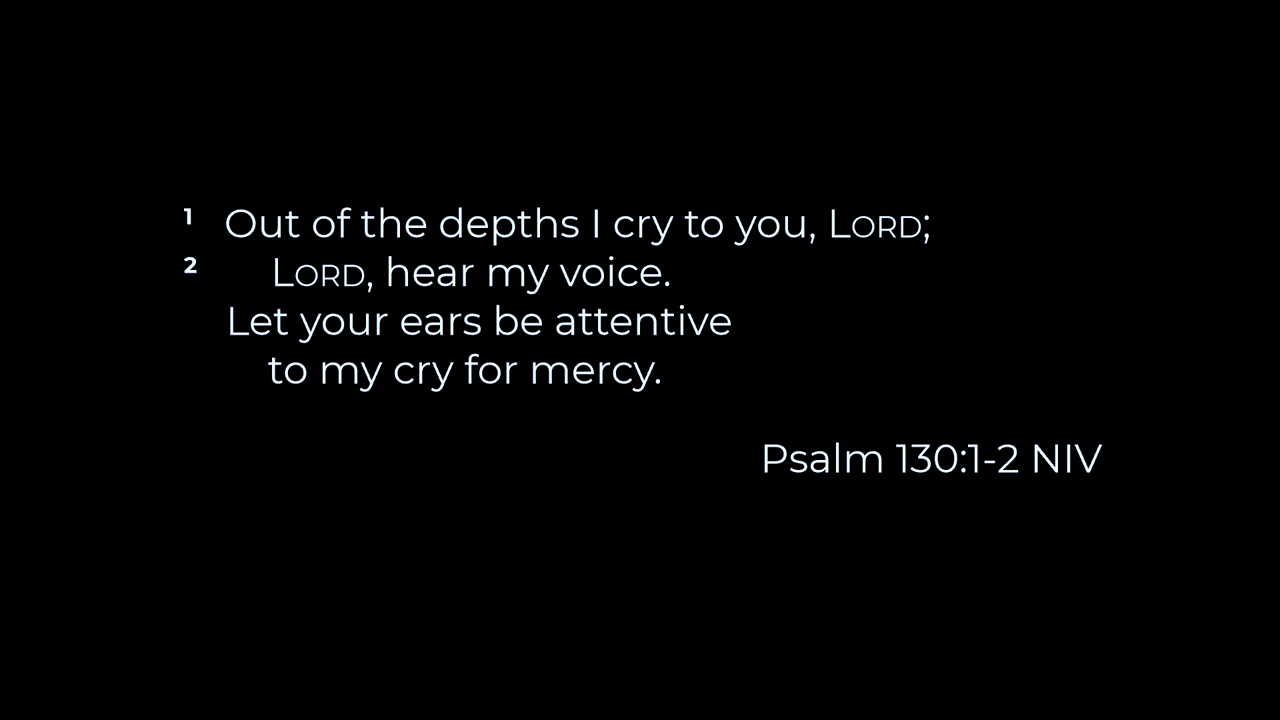 1 Out of the depths I cry to you, LORD;
2 LORD, hear my voice.
Let your ears be attentive
to my cry for mercy.
Psalm 130:1-2 NIV